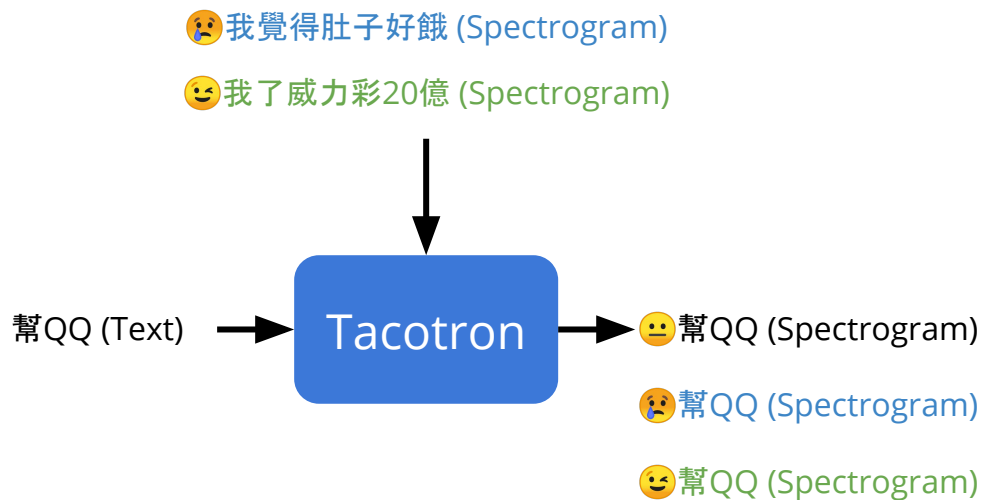 😢我覺得肚子好餓 (Spectrogram)
😉我了威力彩20億 (Spectrogram)
幫QQ (Text)
Tacotron
😐幫QQ (Spectrogram)
😢幫QQ (Spectrogram)
😉幫QQ (Spectrogram)